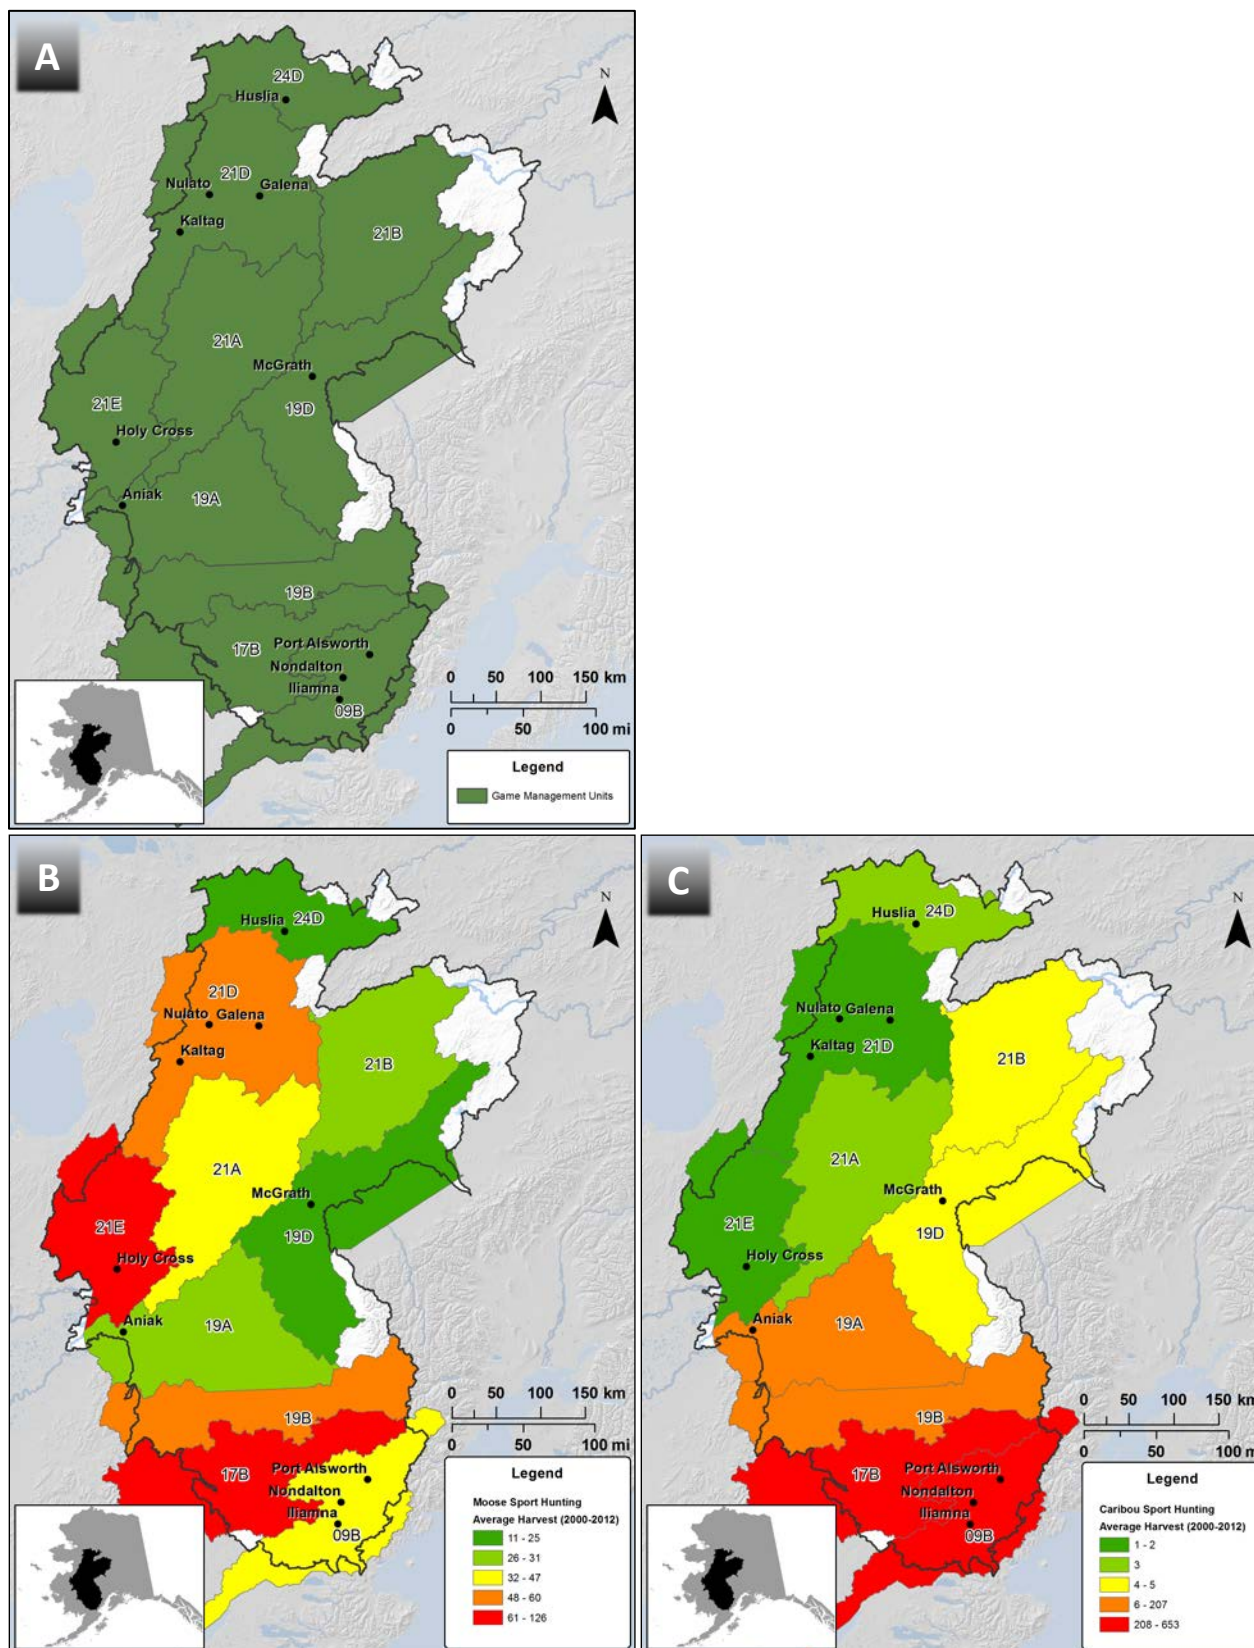 A
N
24D
Huslia
21D
Nulato
Galena
Kaltag
21B
21A
McGrath
19D
21E
Holy Cross
Aniak
19A
19B
17B
Port Alsworth
Nondalton
Iliamna
09B
0 50 100 150 km
0 50 100 mi
Legend
Game Management Units
B
N
Huslia
24D
21D
Nulato
Galena
Kaltag
21B
21A
McGrath
19D
21E
Holy Cross
Aniak
19A
19B
17B
Port Alsworth
Nondalton
Iliamna
09B
0 50 100 150 km
0 50 100 mi
Legend
Moose Sport Hunting
Average Harvest (2000-2012)
11 - 25
26 - 31
32 - 47
48 - 60
61 - 126
C
N
Huslia
24D
Nulato
Galena
Kaltag
21D
21B
21A
McGrath
19D
21E
Holy Cross
Aniak
19A
19B
17B
Port Alsworth
Nondalton
Iliamna
09B
0 50 100 150 km
0 50 100 mi
Legend
Caribou Sport Hunting
Average Harvest (2000-2012)
1 - 2
3
4 - 5
6 - 207
208 - 653